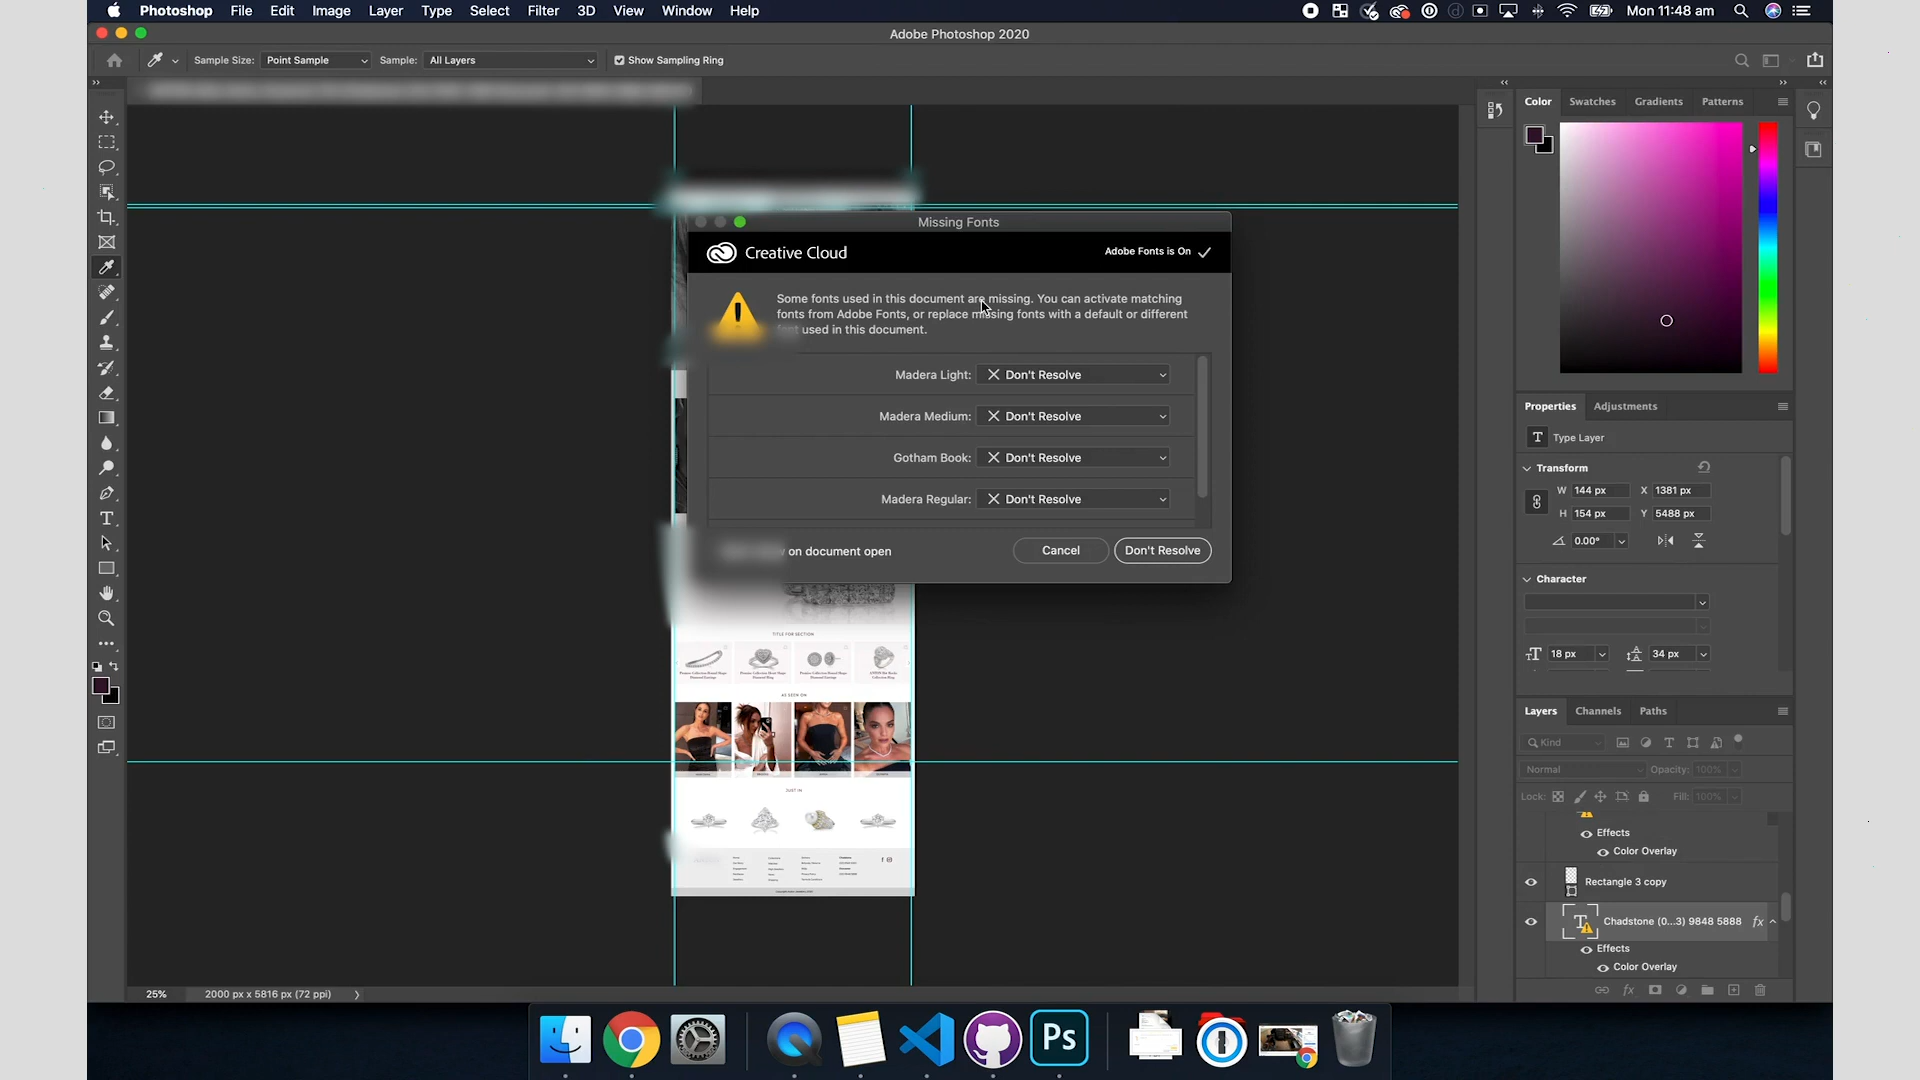 Photoshop File Edit Image Layer Type Select Filter 3D View Window Help
Mon 11:48 am
Adobe Photoshop 2020
Sample Size: Point Sample Sample: All Layers Show Sampling Ring
Missing Fonts
Creative Cloud
Adobe Fonts is On
Some fonts used in this document are missing. You can activate matching
fonts from Adobe Fonts, or replace missing fonts with a default or different
used in this document.
Madera Light: Don't Resolve
Madera Medium: Don't Resolve
Gotham Book: Don't Resolve
Madera Regular: Don't Resolve
on document open
Cancel
Don't Resolve
TITLE FOR SECTION
AS SEEN ON
JUST IN
25%
2000 px x 5816 px (72 ppi)
Color Swatches Gradients Patterns
Properties Adjustments
T Type Layer
Transform
W 144 px X 1381 px
H 154 px Y 5488 px
0.00°
Character
18 px
34 px
Layers Channels Paths
Kind
Normal Opacity: 100%
Lock: Fill: 100%
Effects
Color Overlay
Rectangle 3 copy
Chadstone (0...3) 9848 5888 fx
Effects
Color Overlay
fx
Ps